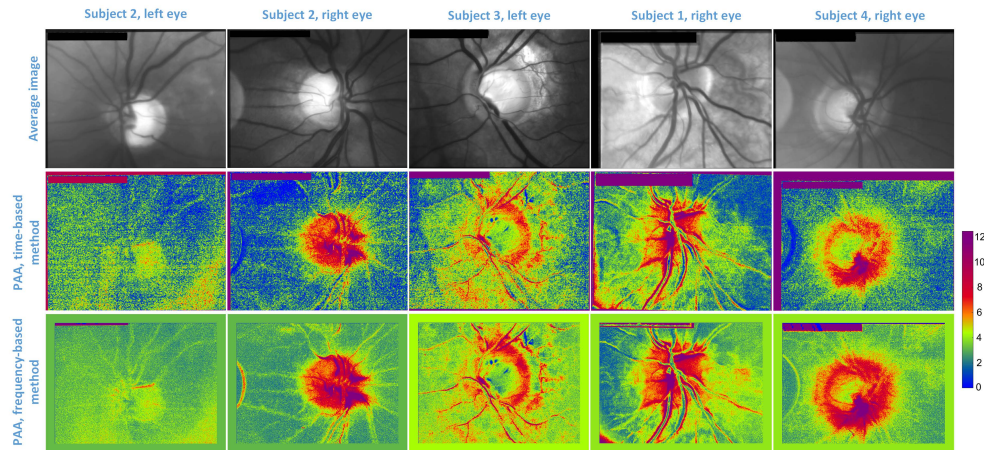 Subject 2, left eye
Subject 2, right eye
Subject 3, left eye
Subject 1, right eye
Subject 4, right eye
Average image
PAA, time-based
method
PAA, frequency-based
method
12
10
8
6
4
2
0